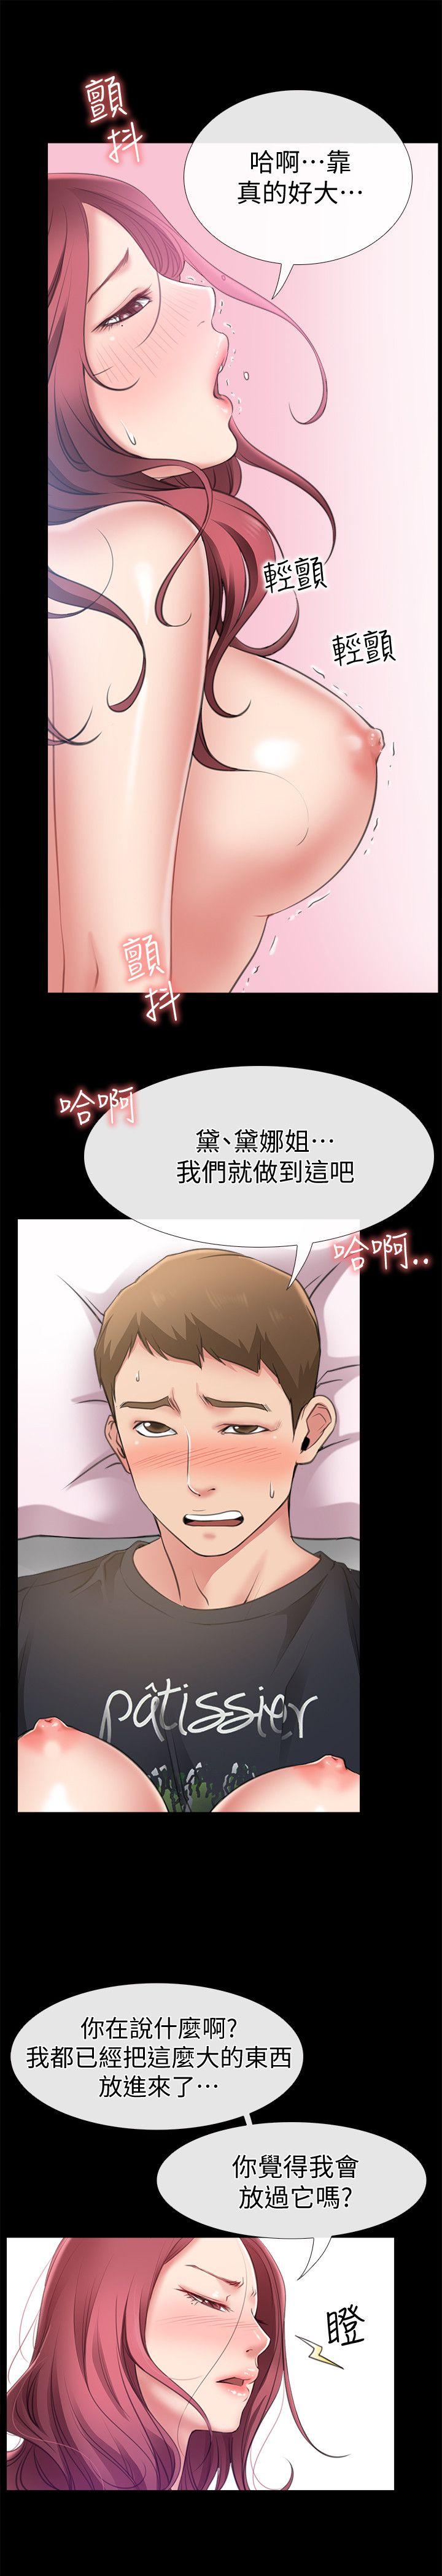 顫
抖
哈啊⋯靠
真的好大⋯
輕顫
輕顫
顫
抖
哈啊
黛、黛娜姐⋯
我們就做到這吧
哈啊..
pâtissier
你在說什麼啊?
我都已經把這麼大的東西
放進來了⋯
你覺得我會
放過它嗎?
瞪